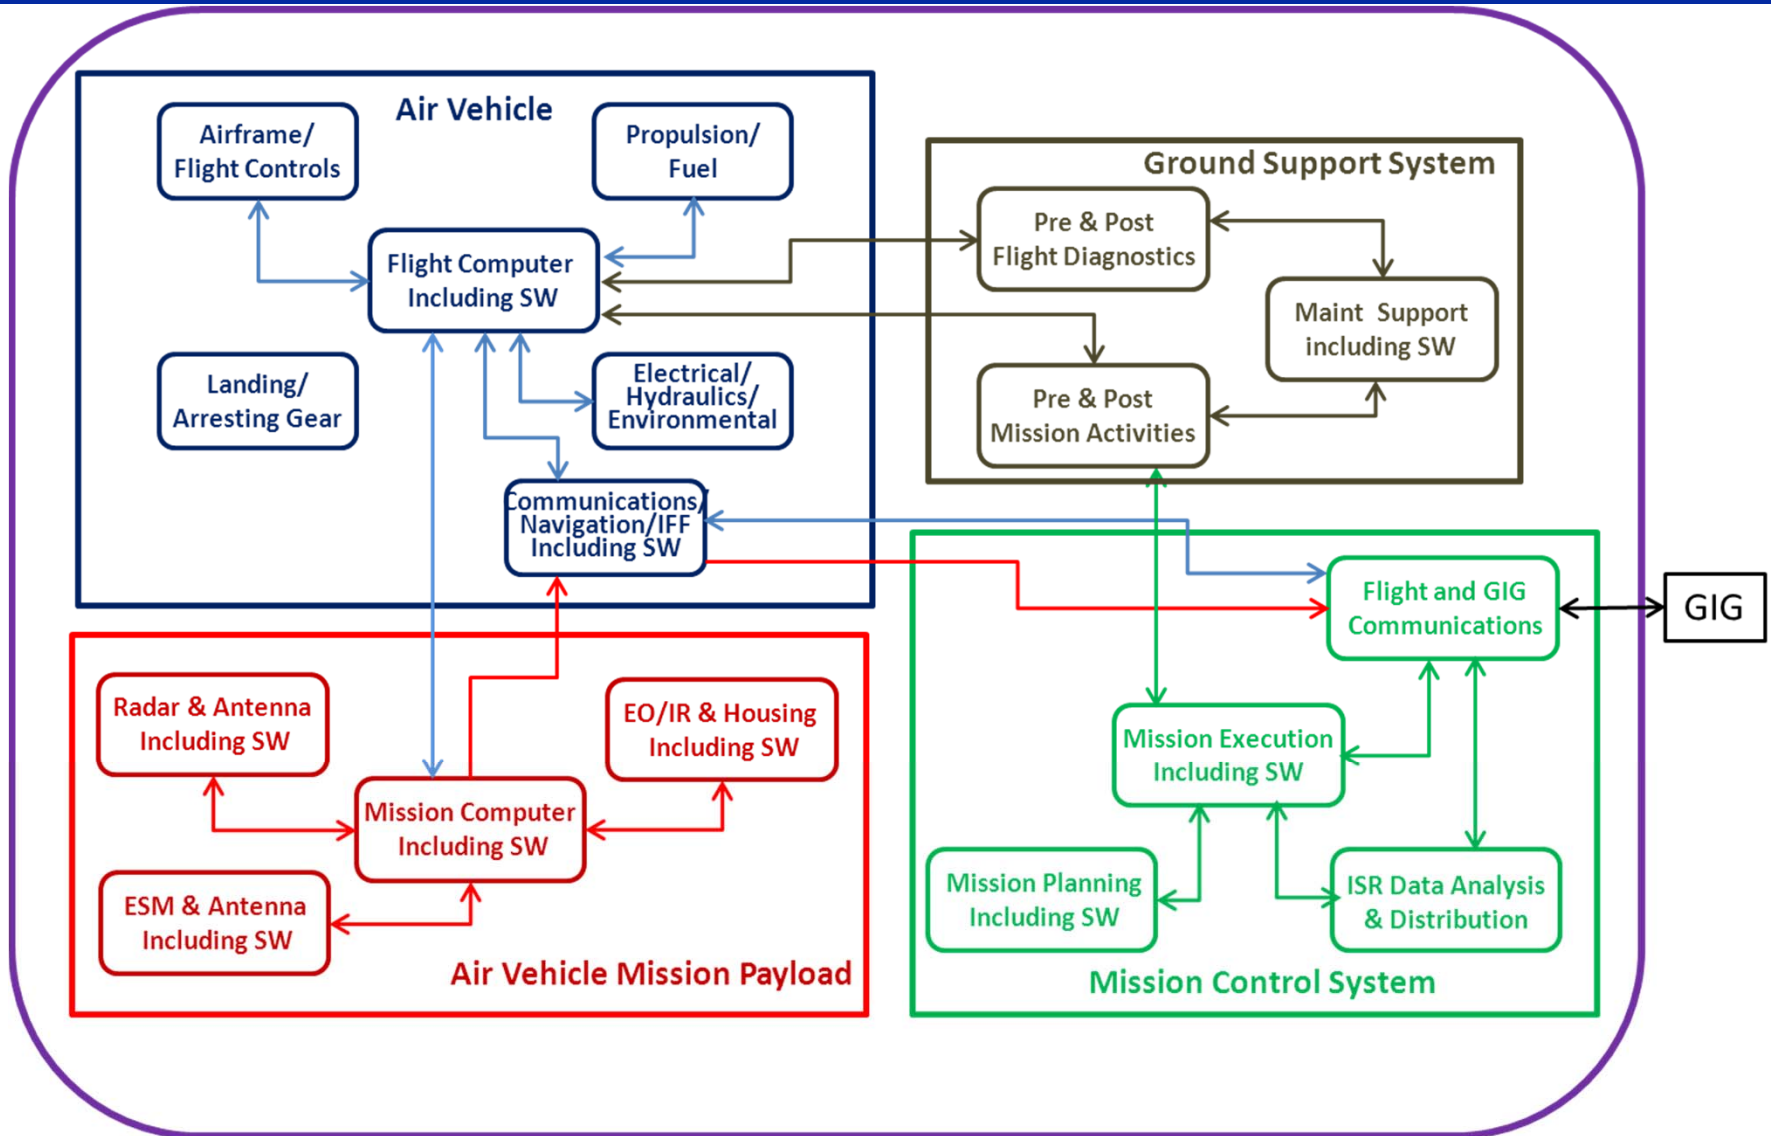 Air Vehicle
Airframe/
Flight Controls
Propulsion/
Fuel
Flight Computer
Including SW
Landing/
Arresting Gear
Electrical/
Hydraulics/
Environmental
Communications/
Navigation/IFF
Including SW
Ground Support System
Pre & Post
Flight Diagnostics
Maint Support
including SW
Pre & Post
Mission Activities
Radar & Antenna
Including SW
EO/IR & Housing
Including SW
Mission Computer
Including SW
ESM & Antenna
Including SW
Air Vehicle Mission Payload
Flight and GIG
Communications
GIG
Mission Execution
Including SW
Mission Planning
Including SW
ISR Data Analysis
& Distribution
Mission Control System